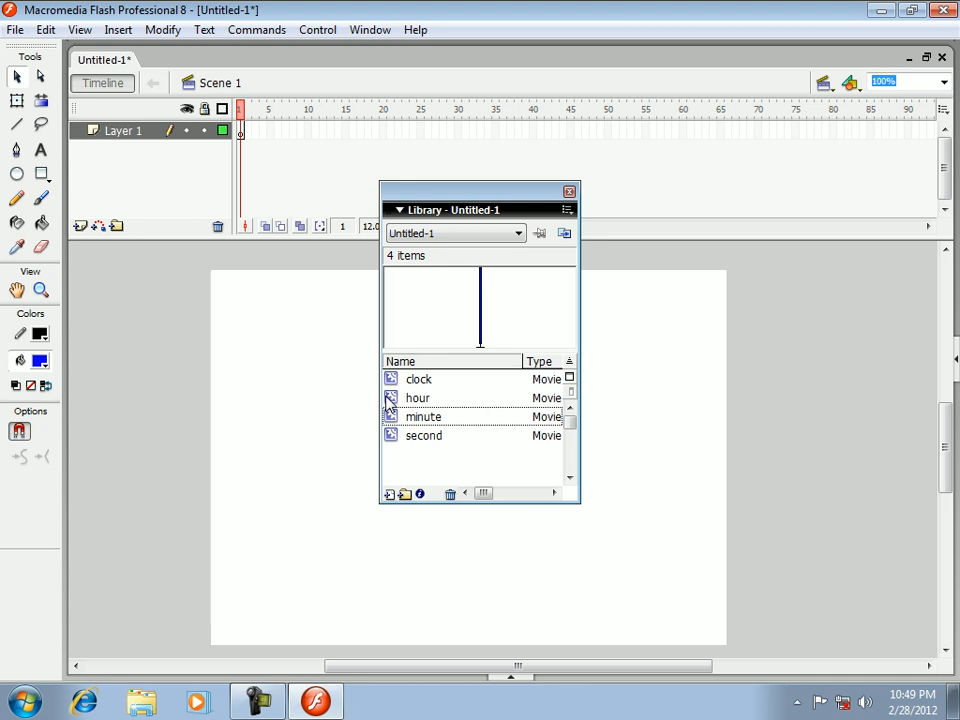 Macromedia Flash Professional 8 - [Untitled-1*]
File Edit View Insert Modify Text Commands Control Window Help
Tools
Untitled-1*
Timeline
Scene 1
100%
1 5 10 15 20 25 30 35 40 45 50 55 60 65 70 75 80 85 90
Layer 1
1 12.0
Library - Untitled-1
Untitled-1
4 items
Name Type
clock Movie
hour Movie
minute Movie
second Movie
View
Colors
Options
10:49 PM
2/28/2012